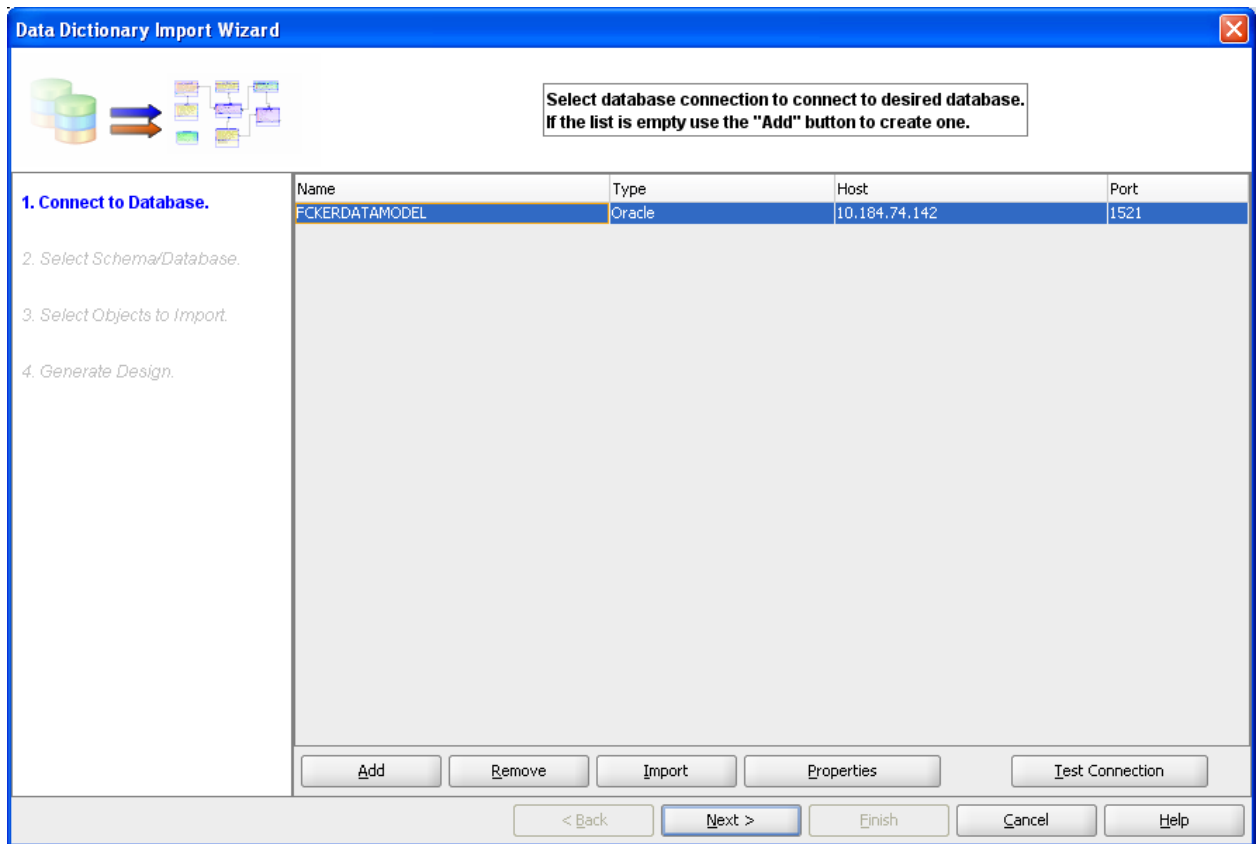 Data Dictionary Import Wizard
Select database connection to connect to desired database.
If the list is empty use the "Add" button to create one.
1. Connect to Database.
2. Select Schema/Database.
3. Select Objects to Import.
4. Generate Design.
Name Type Host Port
FCKERDATAMODEL Oracle 10.184.74.142 1521
Add Remove Import Properties Test Connection
< Back Next > Finish Cancel Help